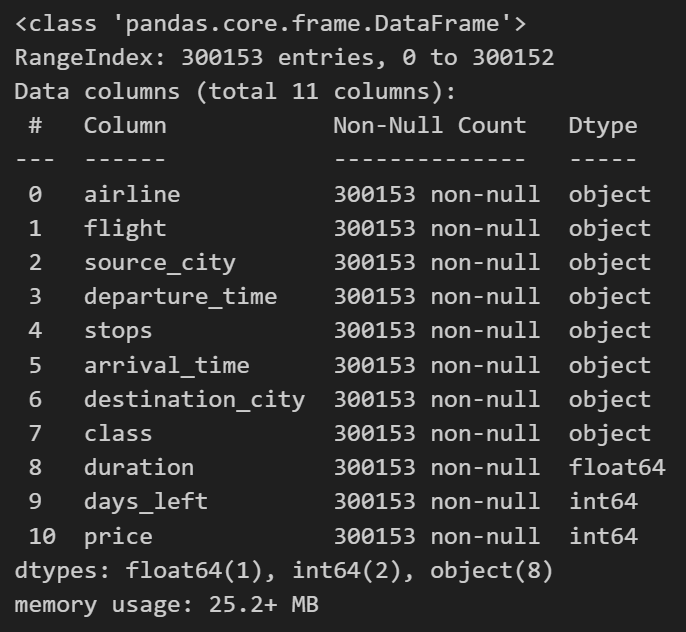 <class 'pandas.core.frame.DataFrame'>
RangeIndex: 300153 entries, 0 to 300152
Data columns (total 11 columns):
 #   Column            Non-Null Count   Dtype
---  ------            --------------   -----
 0   airline           300153 non-null  object
 1   flight            300153 non-null  object
 2   source_city       300153 non-null  object
 3   departure_time    300153 non-null  object
 4   stops             300153 non-null  object
 5   arrival_time      300153 non-null  object
 6   destination_city  300153 non-null  object
 7   class             300153 non-null  object
 8   duration          300153 non-null  float64
 9   days_left         300153 non-null  int64
 10  price             300153 non-null  int64
dtypes: float64(1), int64(2), object(8)
memory usage: 25.2+ MB